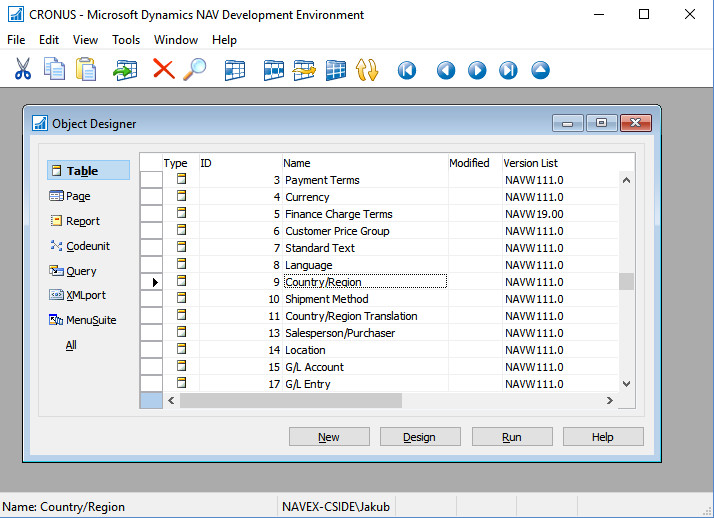 CRONUS - Microsoft Dynamics NAV Development Environment
File Edit View Tools Window Help
Object Designer
Table
Page
Report
Codeunit
Query
XMLport
MenuSuite
All
Type ID Name Modified Version List
3 Payment Terms NAVW111.0
4 Currency NAVW111.0
5 Finance Charge Terms NAVW19.00
6 Customer Price Group NAVW111.0
7 Standard Text NAVW111.0
8 Language NAVW111.0
9 Country/Region NAVW111.0
10 Shipment Method NAVW111.0
11 Country/Region Translation NAVW111.0
13 Salesperson/Purchaser NAVW111.0
14 Location NAVW111.0
15 G/L Account NAVW111.0
17 G/L Entry NAVW111.0
New Design Run Help
Name: Country/Region NAVEX-CSIDE\Jakub